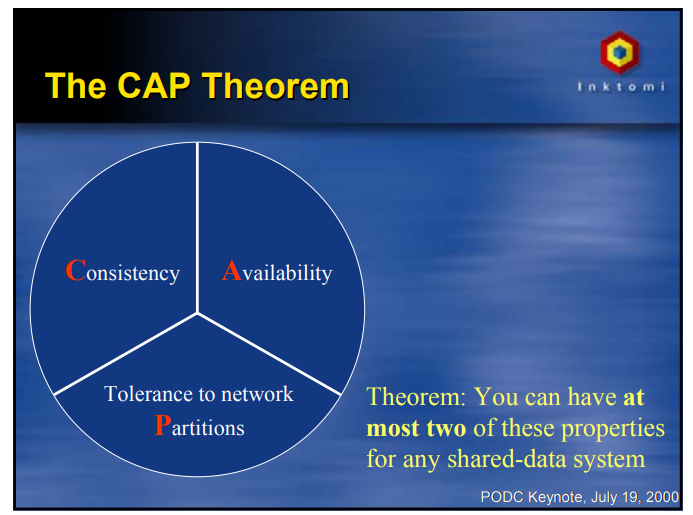 The CAP Theorem
Inktomi
Consistency
Availability
Tolerance to network
Partitions
Theorem: You can have at
most two of these properties
for any shared-data system
PODC Keynote, July 19, 2000